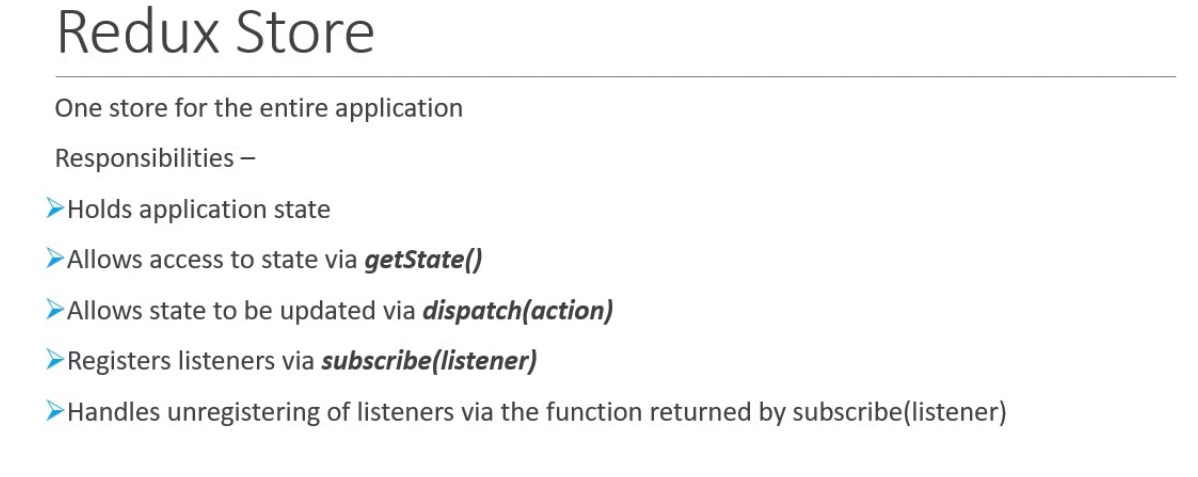 Redux Store
One store for the entire application
Responsibilities –
➢Holds application state
➢Allows access to state via getState()
➢Allows state to be updated via dispatch(action)
➢Registers listeners via subscribe(listener)
➢Handles unregistering of listeners via the function returned by subscribe(listener)